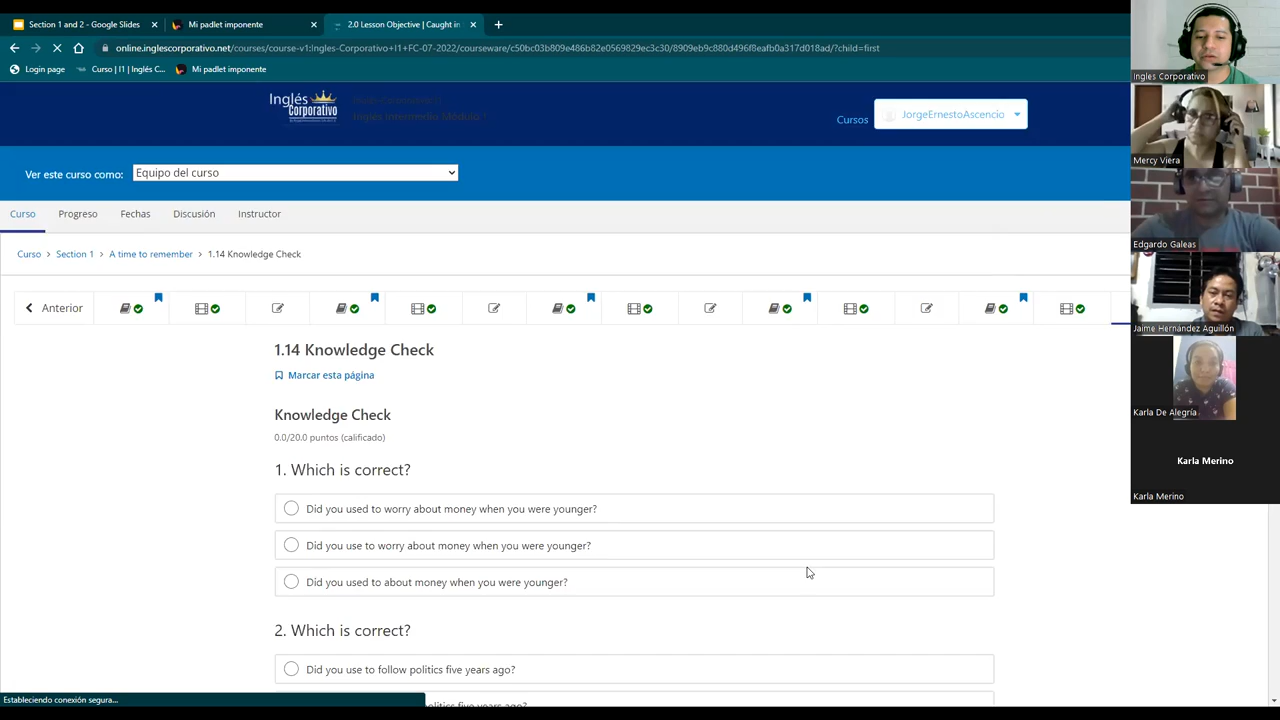 Section 1 and 2 - Google Slides
Mi padlet imponente
2.0 Lesson Objective | Caught in
online.inglescorporativo.net/courses/course-v1:Ingles-Corporativo+I1+FC-07-2022/courseware/c50bc03b809e486b82e0569829ec3c30/8909eb9c880d496f8eafb0a317d018ad/?child=first
Login page
Curso | I1 | Inglés C...
Mi padlet imponente
Inglés
Corporativo
Inglés Intermedio Módulo
Cursos
JorgeErnestoAscencio
Ver este curso como:
Equipo del curso
Curso
Progreso
Fechas
Discusión
Instructor
Curso > Section 1 > A time to remember > 1.14 Knowledge Check
Anterior
1.14 Knowledge Check
Marcar esta página
Knowledge Check
0.0/20.0 puntos (calificado)
1. Which is correct?
Did you used to worry about money when you were younger?
Did you use to worry about money when you were younger?
Did you used to about money when you were younger?
2. Which is correct?
Did you use to follow politics five years ago?
olitics five years ago?
Estableciendo conexión segura...
Ingles Corporativo
Mercy Viera
Edgardo Galeas
Jaime Hernández Aguillón
Karla De Alegría
Karla Merino
Karla Merino